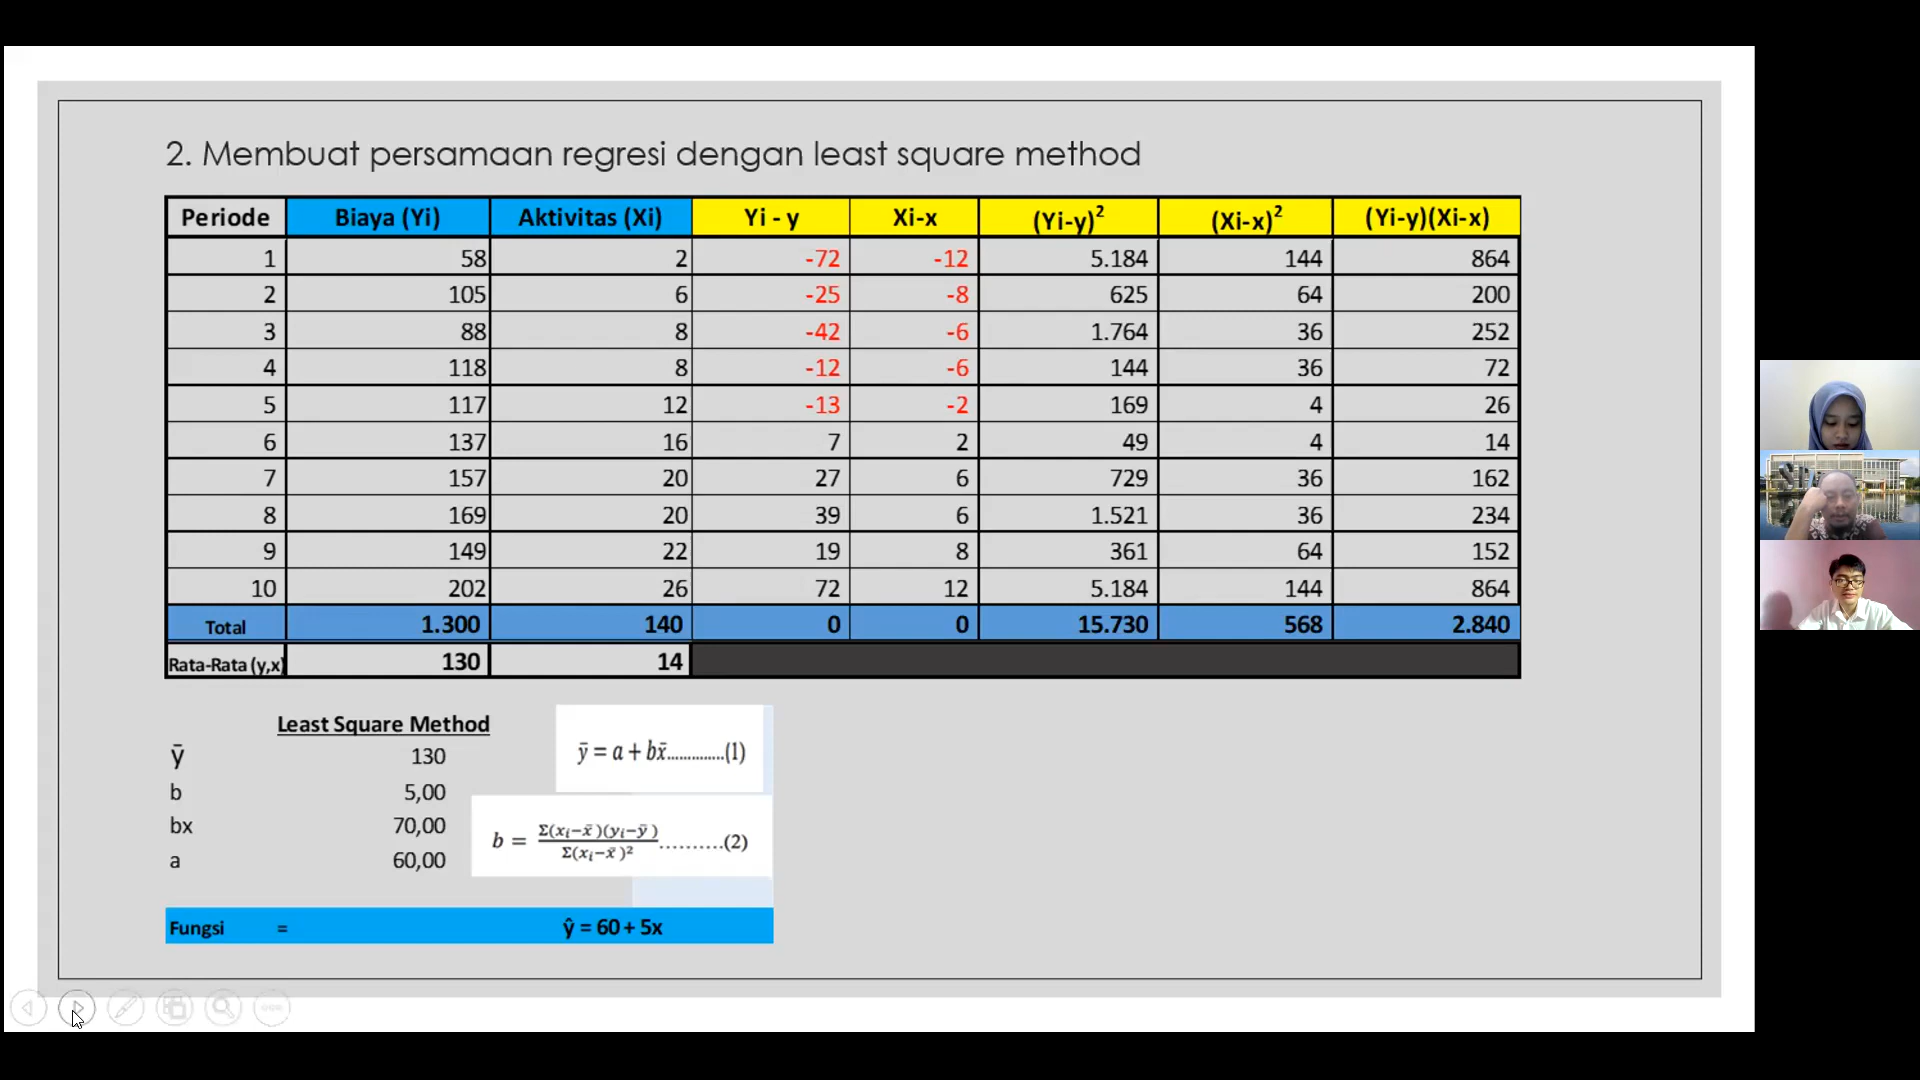 2. Membuat persamaan regresi dengan least square method
Periode Biaya (Yi) Aktivitas (Xi) Yi - y Xi-x (Yi-y)² (Xi-x)² (Yi-y)(Xi-x)
1 58 2 -72 -12 5.184 144 864
2 105 6 -25 -8 625 64 200
3 88 8 -42 -6 1.764 36 252
4 118 8 -12 -6 144 36 72
5 117 12 -13 -2 169 4 26
6 137 16 7 2 49 4 14
7 157 20 27 6 729 36 162
8 169 20 39 6 1.521 36 234
9 149 22 19 8 361 64 152
10 202 26 72 12 5.184 144 864
Total 1.300 140 0 0 15.730 568 2.840
Rata-Rata (y,x) 130 14
Least Square Method
ȳ 130
b 5,00
bx 70,00
a 60,00
ȳ = a + bx̄.............(1)
b = Σ(xᵢ−x̄)(yᵢ−ȳ) / Σ(xᵢ−x̄)² ..........(2)
Fungsi = ŷ = 60 + 5x